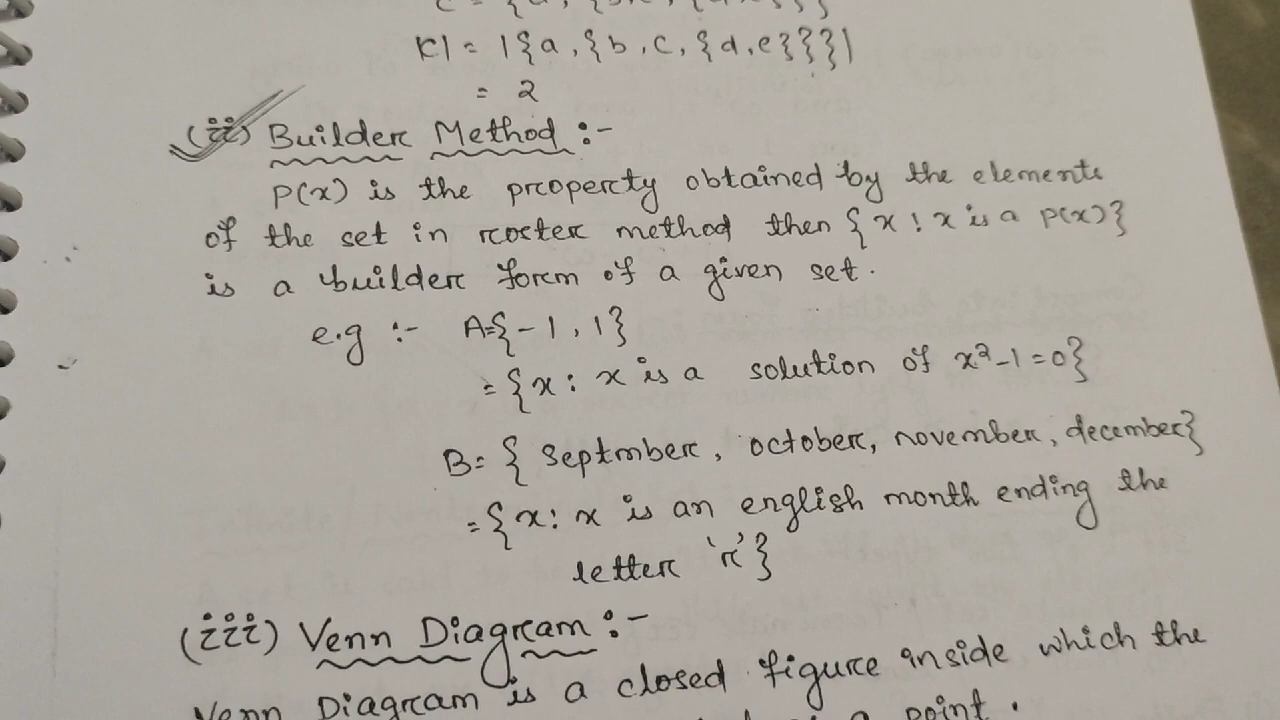 |C| = |{a, {b, c, {d, e}}}|
= 2
(ii) Builder Method :-
P(x) is the property obtained by the elements
of the set in roster method then {x : x is a p(x)}
is a builder form of a given set.
e.g :- A={-1, 1}
= {x : x is a solution of x²-1=0}
B= { septmber, october, november, december}
= {x : x is an english month ending the
letter 'r'}
(iii) Venn Diagram :-
Venn Diagram is a closed figure inside which the
a point.